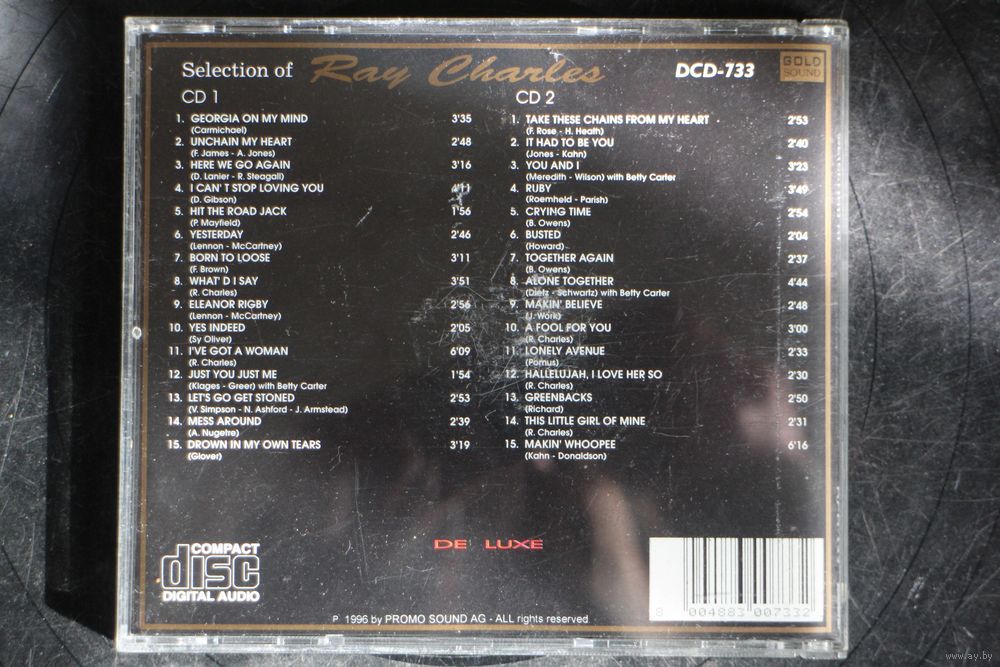 Selection of Ray Charles DCD-733 GOLD SOUND
CD 1
1. GEORGIA ON MY MIND 3'35
(Carmichael)
2. UNCHAIN MY HEART 2'48
(F. James - A. Jones)
3. HERE WE GO AGAIN 3'16
(D. Lanier - R. Steagall)
4. I CAN' T STOP LOVING YOU 4'11
(D. Gibson)
5. HIT THE ROAD JACK 1'56
(P. Mayfield)
6. YESTERDAY 2'46
(Lennon - McCartney)
7. BORN TO LOOSE 3'11
(F. Brown)
8. WHAT' D I SAY 3'51
(R. Charles)
9. ELEANOR RIGBY 2'56
(Lennon - McCartney)
10. YES INDEED 2'05
(Sy Oliver)
11. I'VE GOT A WOMAN 6'09
(R. Charles)
12. JUST YOU JUST ME 1'54
(Klages - Greer) with Betty Carter
13. LET'S GO GET STONED 2'53
(V. Simpson - N. Ashford - J. Armstead)
14. MESS AROUND 2'39
(A. Nugetre)
15. DROWN IN MY OWN TEARS 3'19
(Glover)
CD 2
1. TAKE THESE CHAINS FROM MY HEART 2'53
(F. Rose - H. Heath)
2. IT HAD TO BE YOU 2'40
(Jones - Kahn)
3. YOU AND I 3'23
(Meredith - Wilson) with Betty Carter
4. RUBY 3'49
(Roemheld - Parish)
5. CRYING TIME 2'54
(B. Owens)
6. BUSTED 2'04
(Howard)
7. TOGETHER AGAIN 2'37
(B. Owens)
8. ALONE TOGETHER 4'44
(Dietz - Schwartz) with Betty Carter
9. MAKIN' BELIEVE 2'48
(J. Work)
10. A FOOL FOR YOU 3'00
(R. Charles)
11. LONELY AVENUE 2'33
(Pomus)
12. HALLELUJAH, I LOVE HER SO 2'30
(R. Charles)
13. GREENBACKS 2'50
(Richard)
14. THIS LITTLE GIRL OF MINE 2'31
(R. Charles)
15. MAKIN' WHOOPEE 6'16
(Kahn - Donaldson)
DE LUXE
COMPACT
disc
DIGITAL AUDIO
8 004883 007332
P 1996 by PROMO SOUND AG - ALL rights reserved
www.ay.by